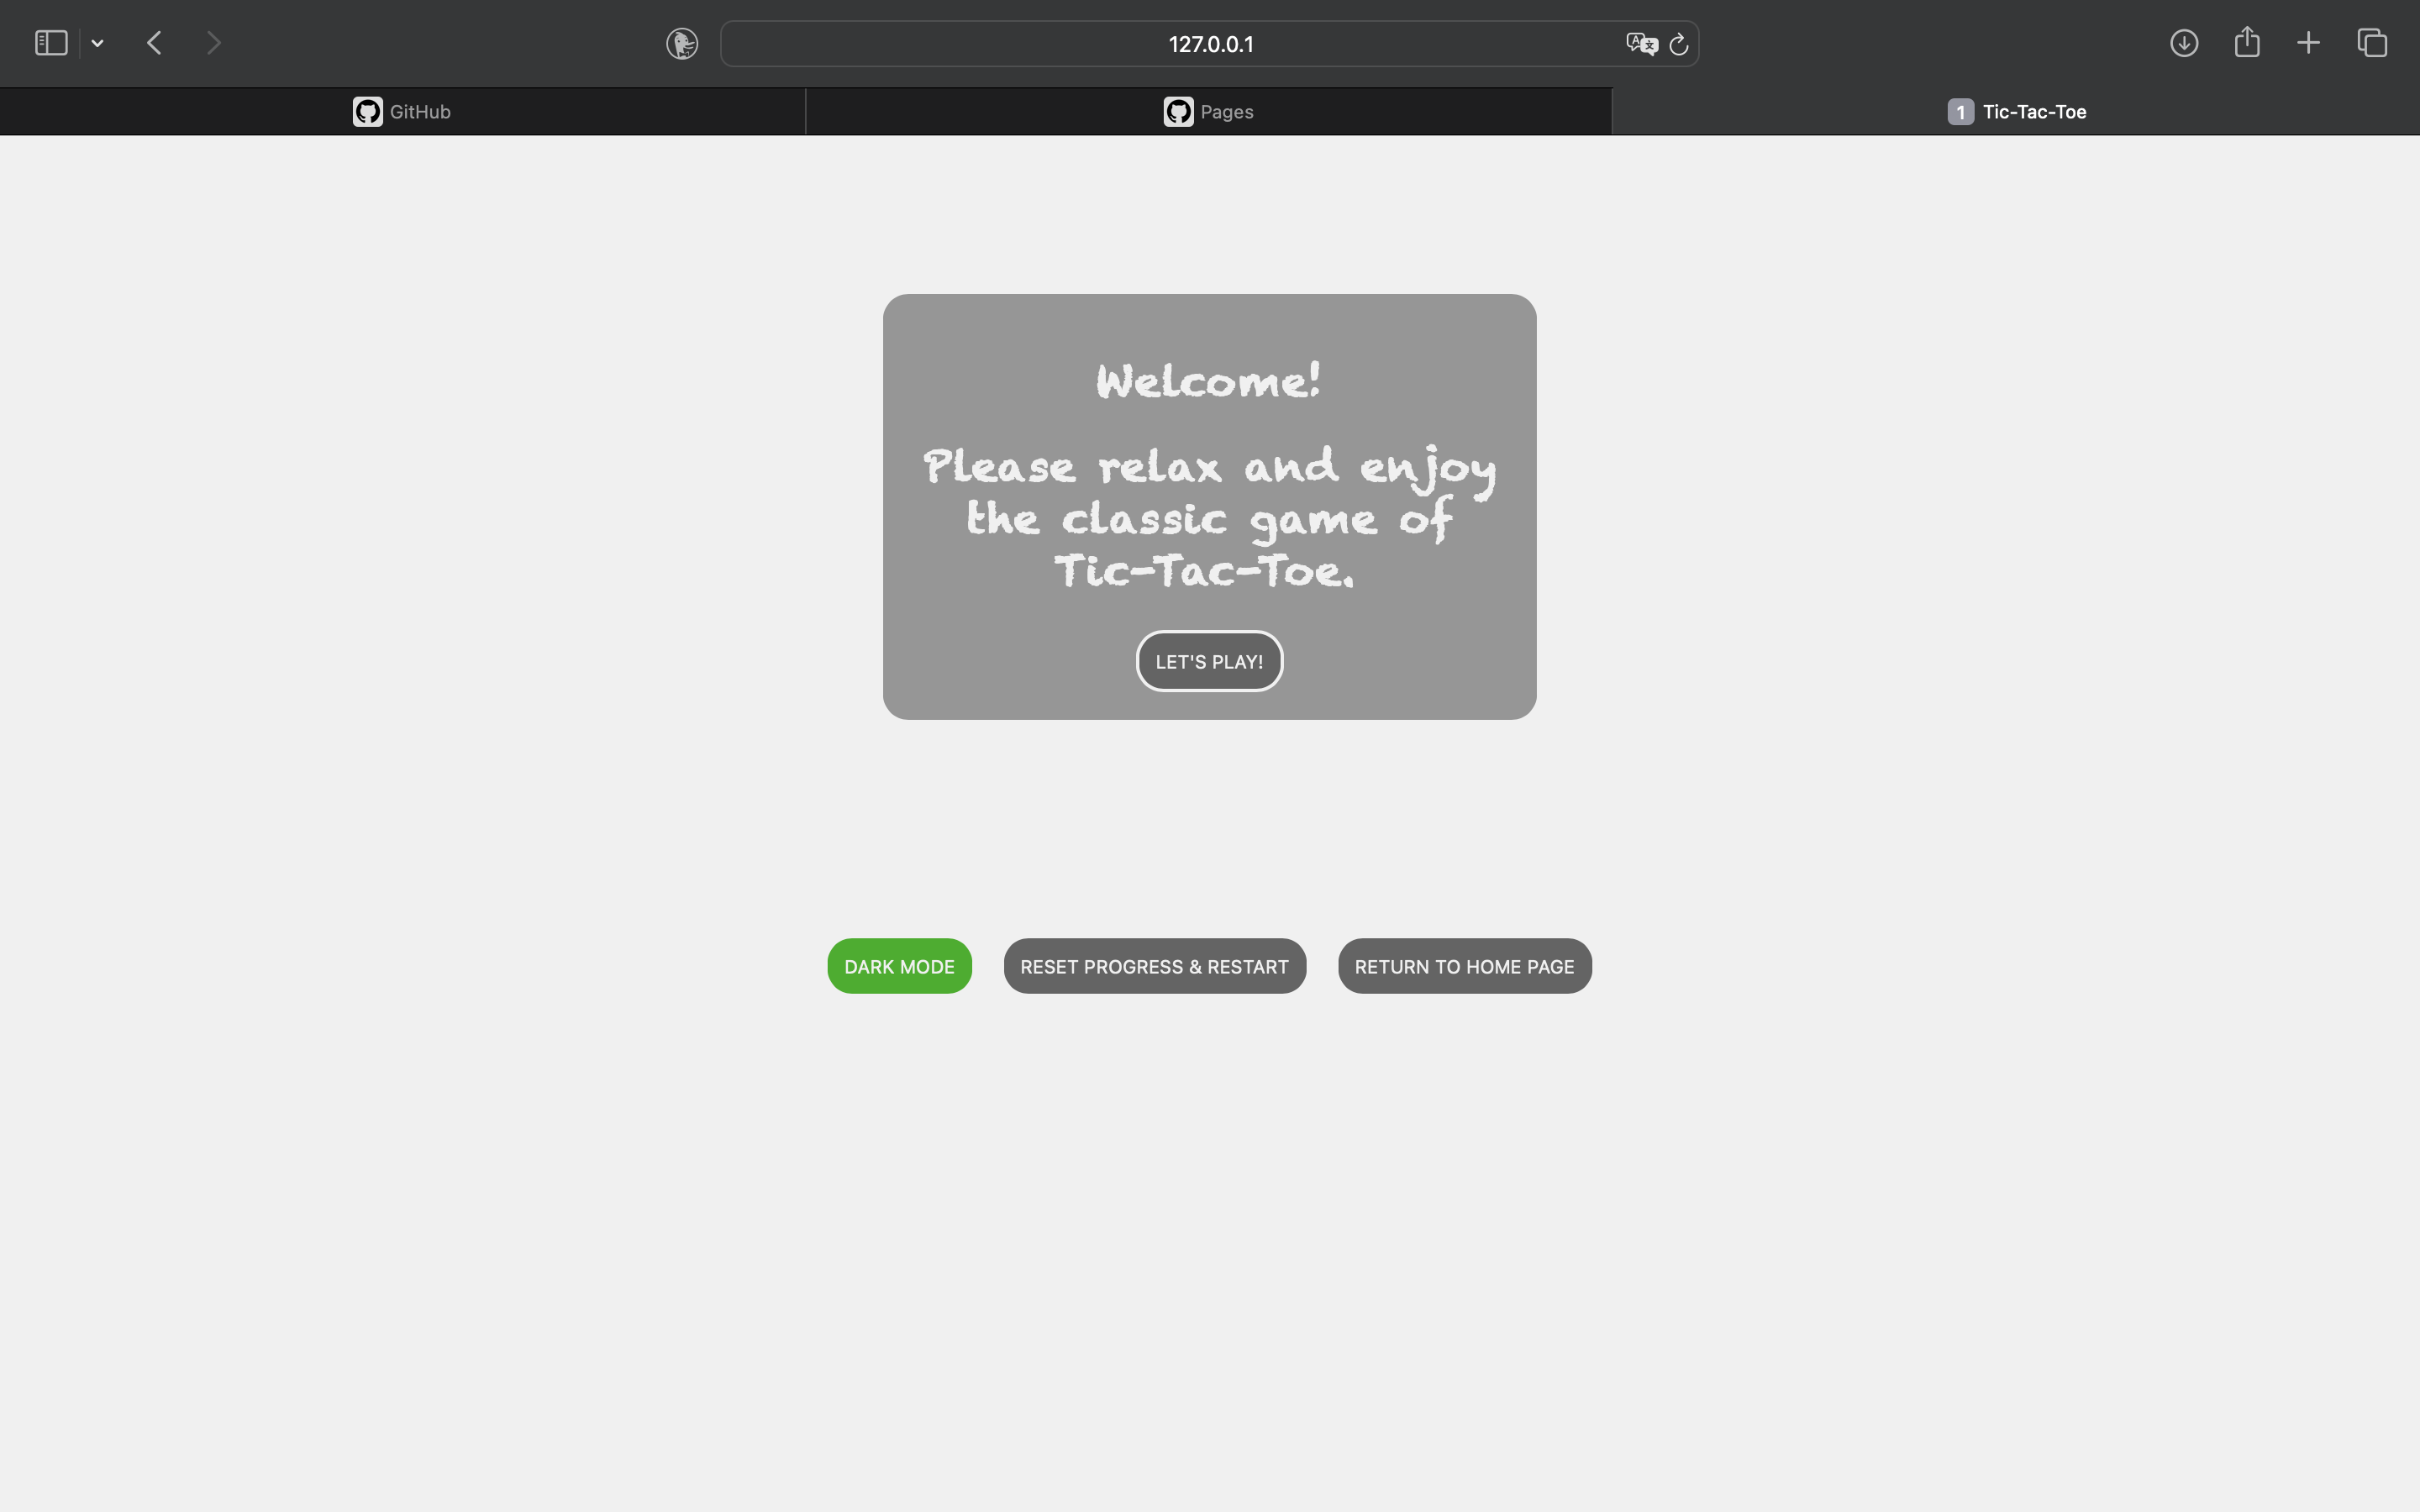 127.0.0.1
GitHub
Pages
1 Tic-Tac-Toe
Welcome!
Please relax and enjoy
the classic game of
Tic-Tac-Toe.
LET'S PLAY!
DARK MODE
RESET PROGRESS & RESTART
RETURN TO HOME PAGE